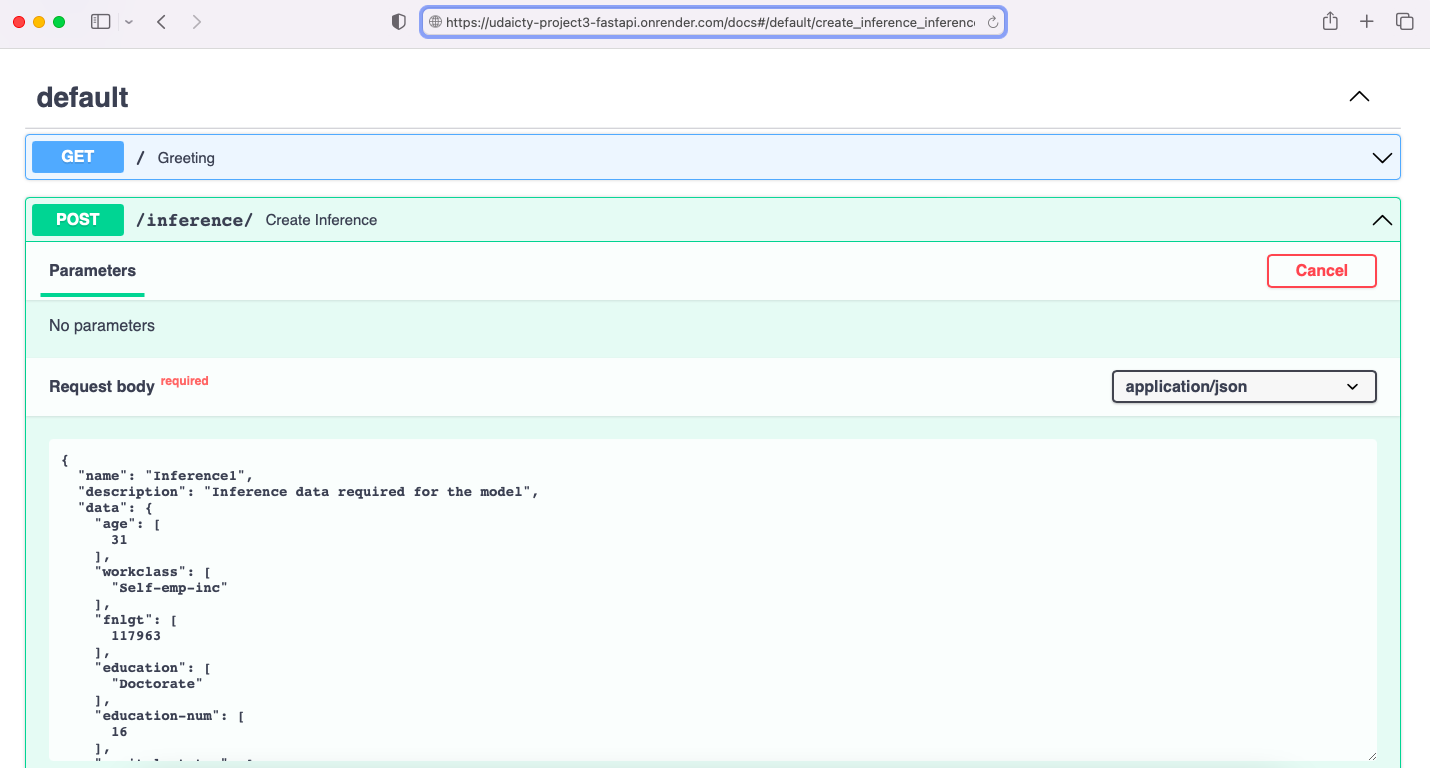 https://udaicty-project3-fastapi.onrender.com/docs#/default/create_inference_inference
default
GET / Greeting
POST /inference/ Create Inference
Parameters
Cancel
No parameters
Request body required
application/json
{
"name": "Inference1",
"description": "Inference data required for the model",
"data": {
"age": [
31
],
"workclass": [
"Self-emp-inc"
],
"fnlgt": [
117963
],
"education": [
"Doctorate"
],
"education-num": [
16
],